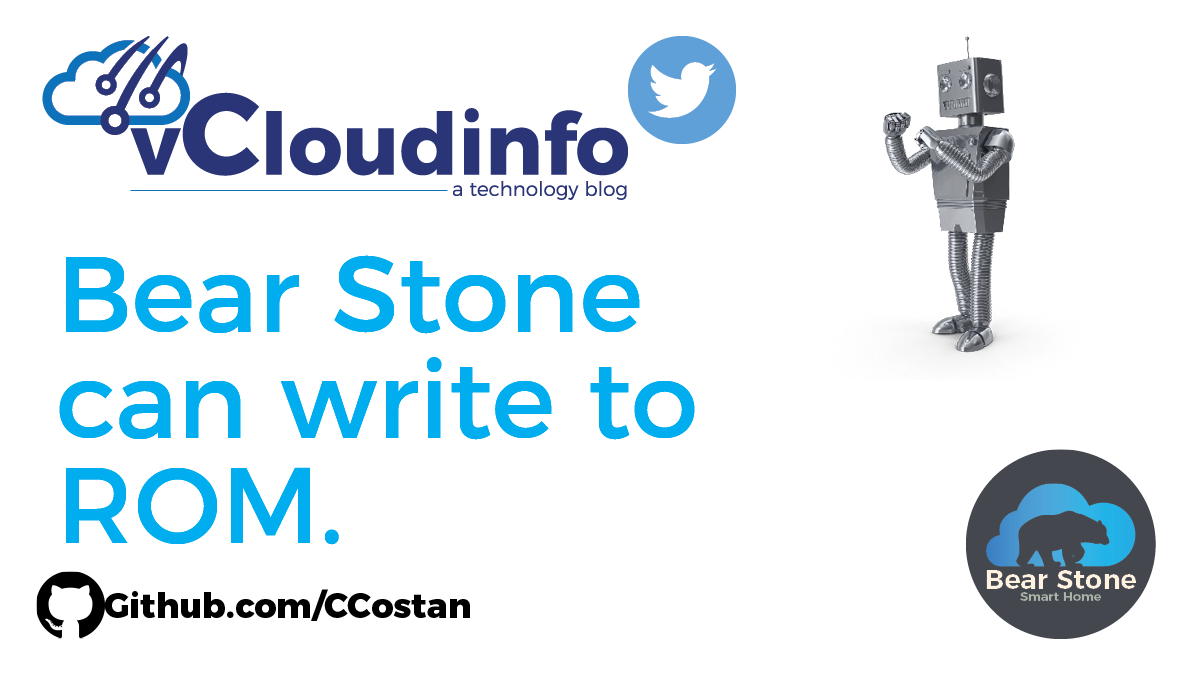 vCloudinfo
a technology blog
Bear Stone
can write to
ROM.
Github.com/CCostan
Bear Stone
Smart Home